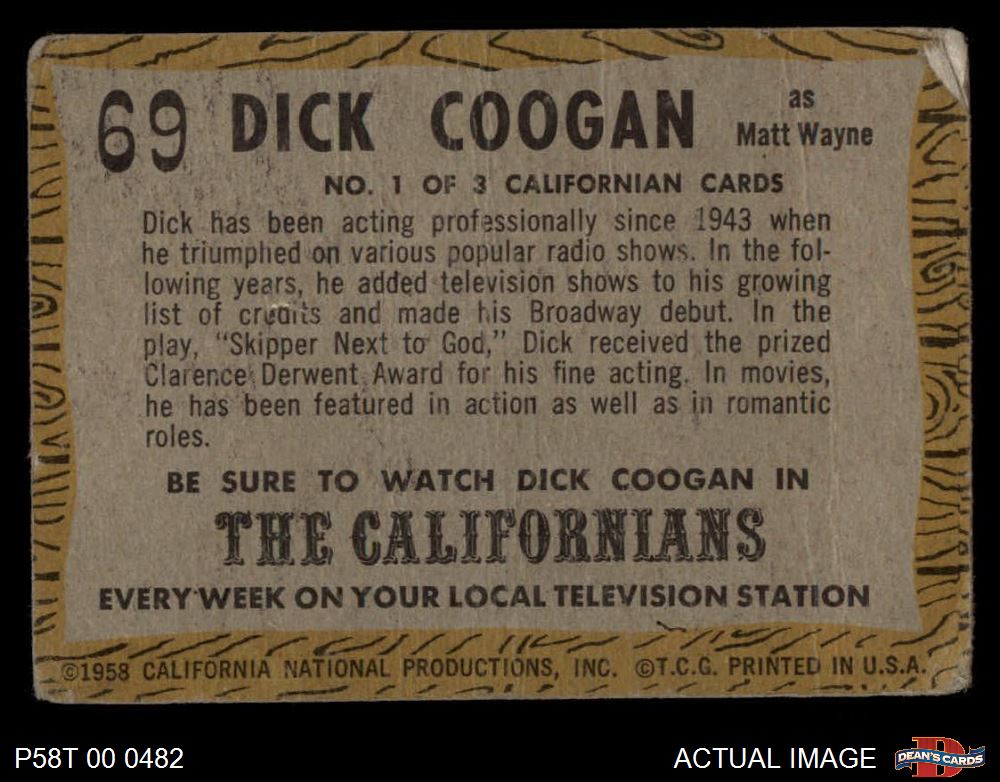 69 DICK COOGAN as
Matt Wayne
NO. 1 OF 3 CALIFORNIAN CARDS
Dick has been acting professionally since 1943 when
he triumphed on various popular radio shows. In the fol-
lowing years, he added television shows to his growing
list of credits and made his Broadway debut. In the
play, "Skipper Next to God," Dick received the prized
Clarence Derwent Award for his fine acting. In movies,
he has been featured in action as well as in romantic
roles.
BE SURE TO WATCH DICK COOGAN IN
THE CALIFORNIANS
EVERY WEEK ON YOUR LOCAL TELEVISION STATION
©1958 CALIFORNIA NATIONAL PRODUCTIONS, INC. ©T.C.G. PRINTED IN U.S.A.
P58T 00 0482
ACTUAL IMAGE
D
DEAN'S CARDS